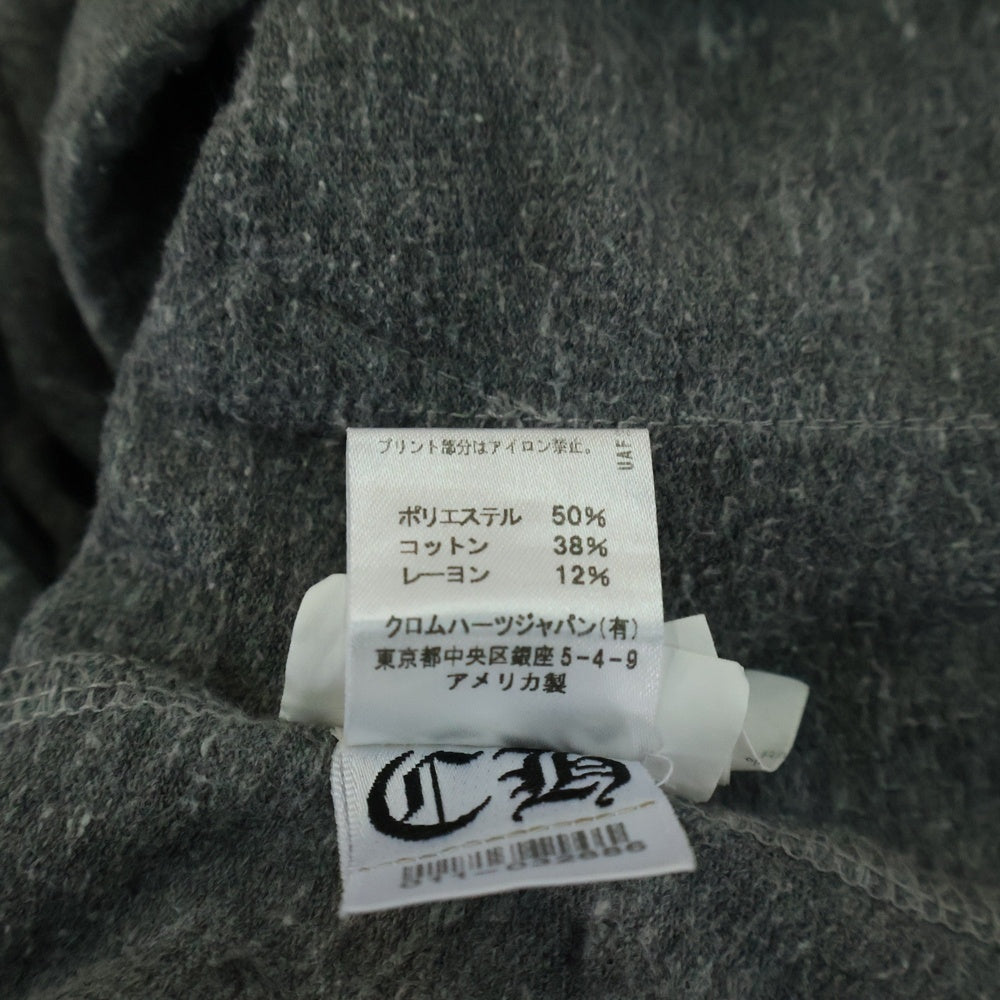 プリント部分はアイロン禁止。
UAF
ポリエステル 50%
コットン 38%
レーヨン 12%
クロムハーツジャパン(有)
東京都中央区銀座5-4-9
アメリカ製
CH